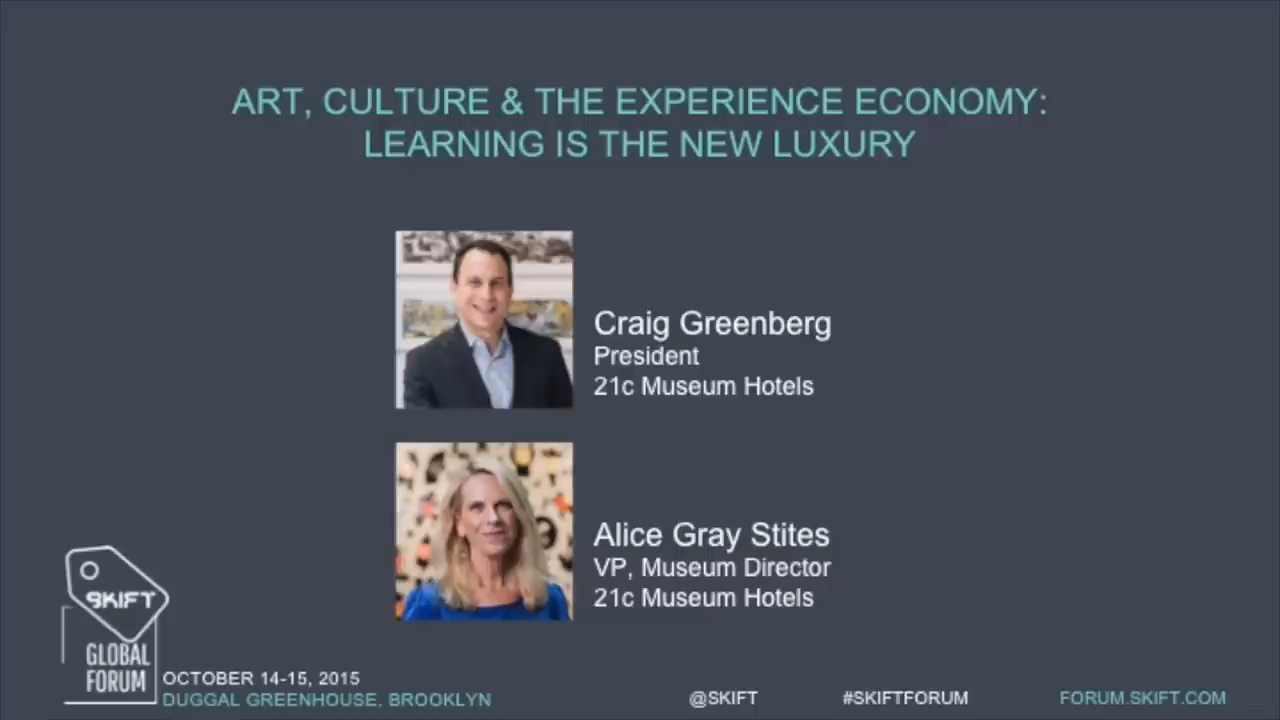 ART, CULTURE & THE EXPERIENCE ECONOMY:
LEARNING IS THE NEW LUXURY
Craig Greenberg
President
21c Museum Hotels
Alice Gray Stites
VP, Museum Director
21c Museum Hotels
SKIFT
GLOBAL
FORUM
OCTOBER 14-15, 2015
DUGGAL GREENHOUSE, BROOKLYN
@SKIFT
#SKIFTFORUM
FORUM.SKIFT.COM